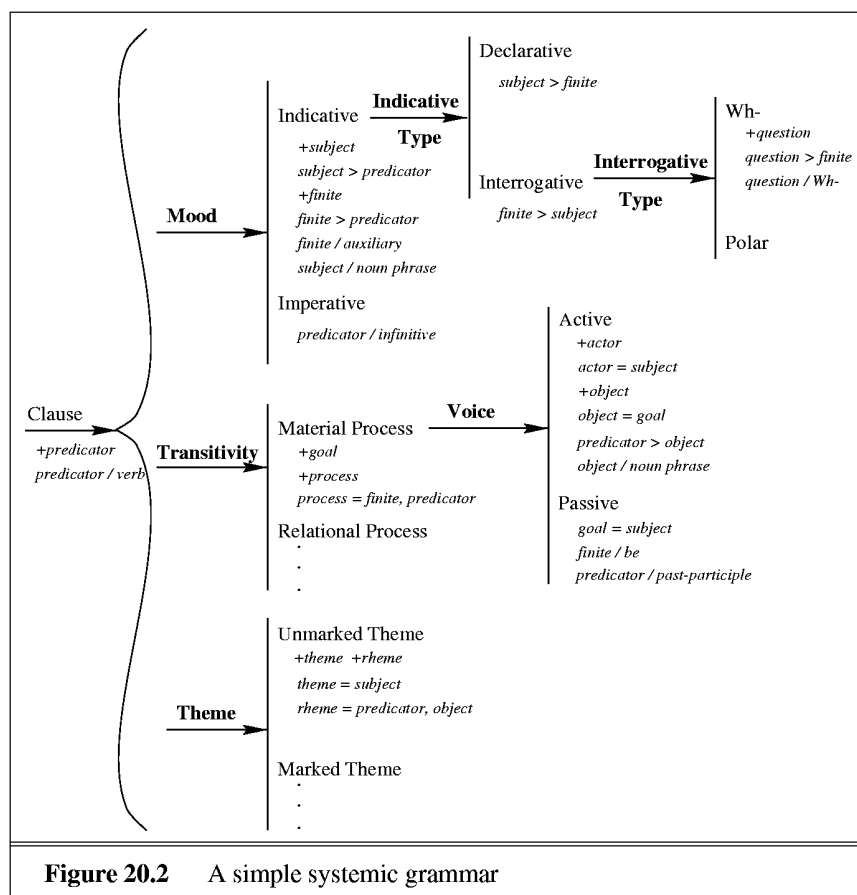 Clause
+predicator
predicator / verb
Mood
Indicative
+subject
subject > predicator
+finite
finite > predicator
finite / auxiliary
subject / noun phrase
Imperative
predicator / infinitive
Indicative
Type
Declarative
subject > finite
Interrogative
finite > subject
Interrogative
Type
Wh-
+question
question > finite
question / Wh-
Polar
Transitivity
Material Process
+goal
+process
process = finite, predicator
Relational Process
.
.
.
Voice
Active
+actor
actor = subject
+object
object = goal
predicator > object
object / noun phrase
Passive
goal = subject
finite / be
predicator / past-participle
Theme
Unmarked Theme
+theme +rheme
theme = subject
rheme = predicator, object
Marked Theme
.
.
.
Figure 20.2 A simple systemic grammar